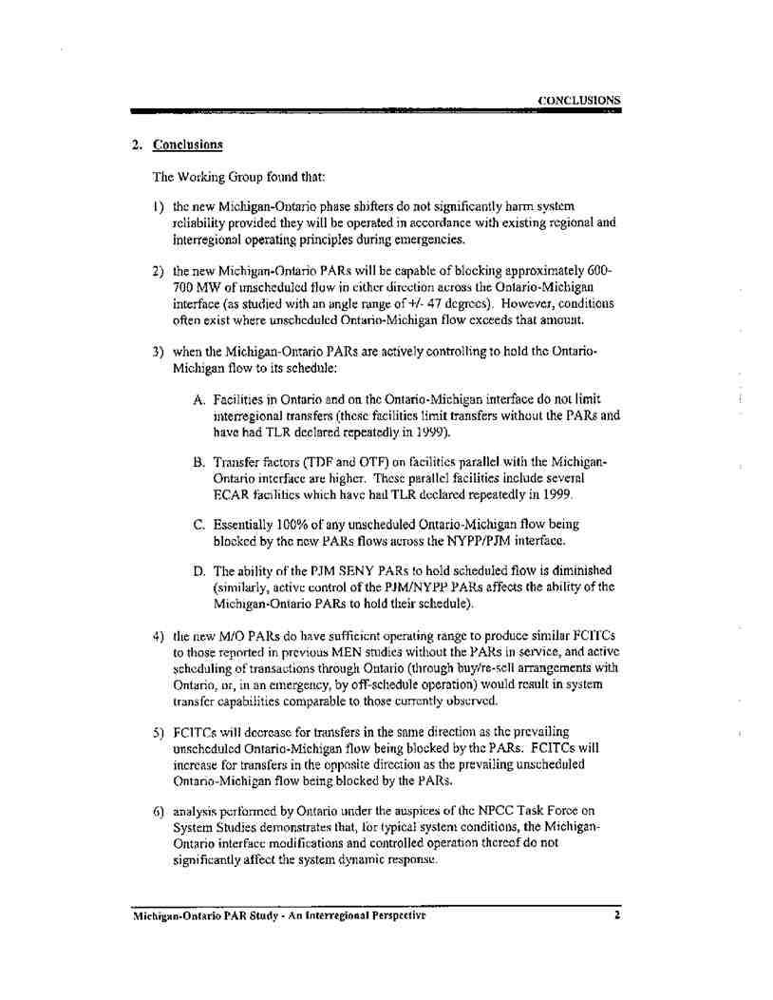 CONCLUSIONS
2. Conclusions
The Working Group found that:
1) the new Michigan-Ontario phase shifters do not significantly harm system
reliability provided they will be operated in accordance with existing regional and
interregional operating principles during emergencies.
2) the new Michigan-Ontario PARs will be capable of blocking approximately 600-
700 MW of unscheduled flow in either direction across the Ontario-Michigan
interface (as studied with an angle range of +/- 47 degrees). However, conditions
often exist where unscheduled Ontario-Michigan flow exceeds that amount.
3) when the Michigan-Ontario PARs are actively controlling to hold the Ontario-
Michigan flow to its schedule:
A. Facilities in Ontario and on the Ontario-Michigan interface do not limit
interregional transfers (these facilities limit transfers without the PARs and
have had TLR declared repeatedly in 1999).
B. Transfer factors (TDF and OTF) on facilities parallel with the Michigan-
Ontario interface are higher. These parallel facilities include several
ECAR facilities which have had TLR declared repeatedly in 1999.
C. Essentially 100% of any unscheduled Ontario-Michigan flow being
blocked by the new PARs flows across the NYPP/PJM interface.
D. The ability of the PJM SENY PARs to hold scheduled flow is diminished
(similarly, active control of the PJM/NYPP PARs affects the ability of the
Michigan-Ontario PARs to hold their schedule).
4) the new M/O PARs do have sufficient operating range to produce similar FCITCs
to those reported in previous MEN studies without the PARs in service, and active
scheduling of transactions through Ontario (through buy/re-sell arrangements with
Ontario, or, in an emergency, by off-schedule operation) would result in system
transfer capabilities comparable to those currently observed.
5) FCITCs will decrease for transfers in the same direction as the prevailing
unscheduled Ontario-Michigan flow being blocked by the PARs. FCITCs will
increase for transfers in the opposite direction as the prevailing unscheduled
Ontario-Michigan flow being blocked by the PARs.
6) analysis performed by Ontario under the auspices of the NPCC Task Force on
System Studies demonstrates that, for typical system conditions, the Michigan-
Ontario interface modifications and controlled operation thereof do not
significantly affect the system dynamic response.
Michigan-Ontario PAR Study - An Interregional Perspective 2